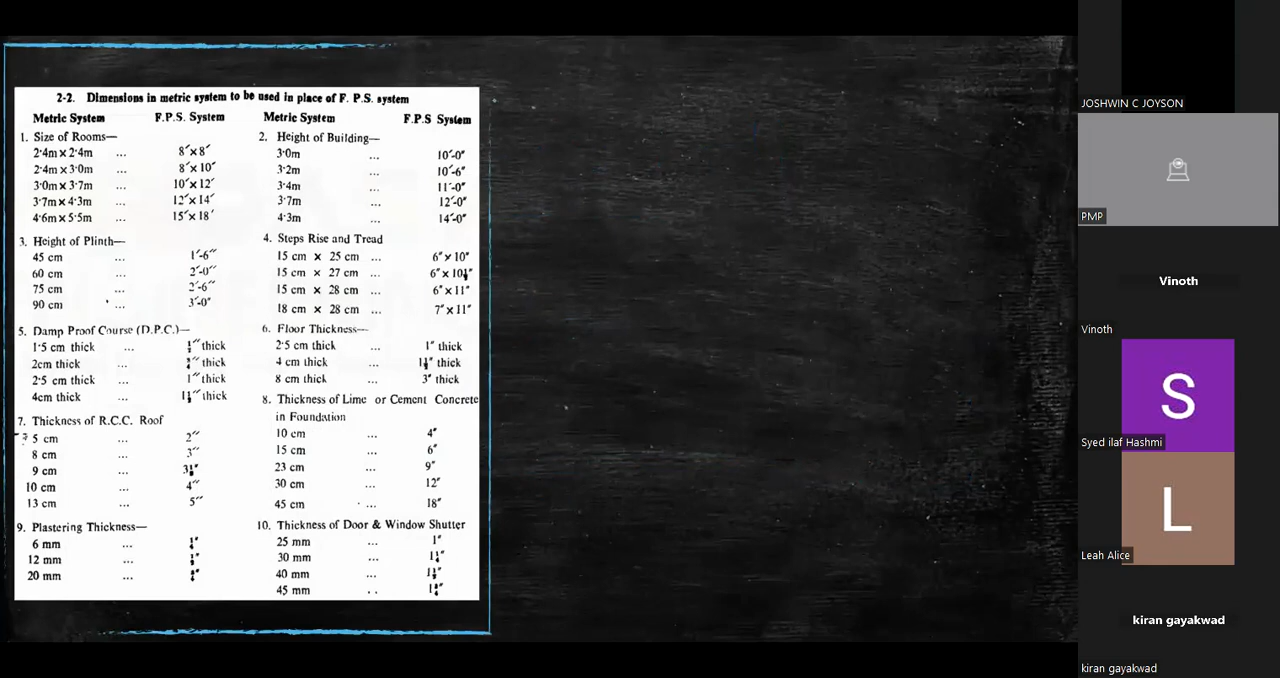 2-2. Dimensions in metric system to be used in place of F. P.S. system
Metric System F.P.S. System
1. Size of Rooms—
2·4m × 2·4m ... 8′×8′
2·4m × 3·0m ... 8′× 10″
3·0m × 3·7m ... 10′× 12′
3·7m × 4·3m ... 12′× 14′
4·6m × 5·5m ... 15′× 18′
Metric System F.P.S System
2. Height of Building—
3·0m ... 10′-0″
3·2m ... 10′-6″
3·4m ... 11′-0″
3·7m ... 12′-0″
4·3m ... 14′-0″
3. Height of Plinth—
45 cm ... 1′-6″
60 cm ... 2′-0″
75 cm ... 2′-6″
90 cm ... 3′-0″
4. Steps Rise and Tread
15 cm × 25 cm ... 6″× 10″
15 cm × 27 cm ... 6″× 10½″
15 cm × 28 cm ... 6″× 11″
18 cm × 28 cm ... 7″× 11″
5. Damp Proof Course (D.P.C.)—
1·5 cm thick ... ½″ thick
2cm thick ... ¾″ thick
2·5 cm thick ... 1″ thick
4cm thick ... 1½″ thick
6. Floor Thickness—
2·5 cm thick ... 1″ thick
4 cm thick ... 1½″ thick
8 cm thick ... 3″ thick
7. Thickness of R.C.C. Roof
5 cm ... 2″
8 cm ... 3″
9 cm ... 3½″
10 cm ... 4″
13 cm ... 5″
8. Thickness of Lime or Cement Concrete
in Foundation
10 cm ... 4″
15 cm ... 6″
23 cm ... 9″
30 cm ... 12″
45 cm ... 18″
9. Plastering Thickness—
6 mm ... ¼″
12 mm ... ½″
20 mm ... ¾″
10. Thickness of Door & Window Shutter
25 mm ... 1″
30 mm ... 1¼″
40 mm ... 1½″
45 mm . . 1¾″
JOSHWIN C JOYSON
PMP
Vinoth
Vinoth
S
Syed ilaf Hashmi
L
Leah Alice
kiran gayakwad
kiran gayakwad